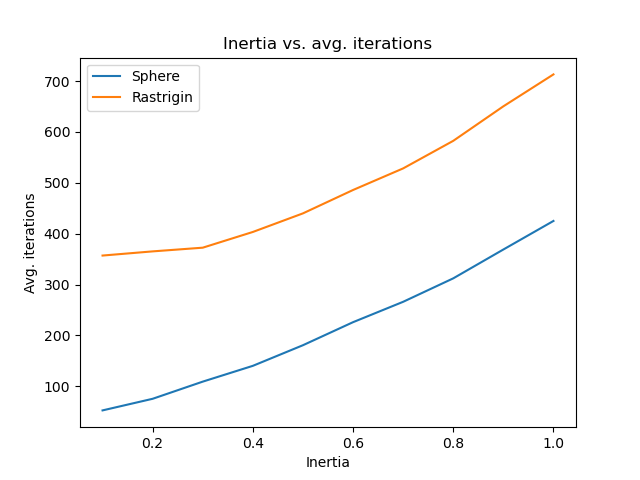 Inertia vs. avg. iterations
Sphere
Rastrigin
Avg. iterations
700
600
500
400
300
200
100
0.2 0.4 0.6 0.8 1.0
Inertia